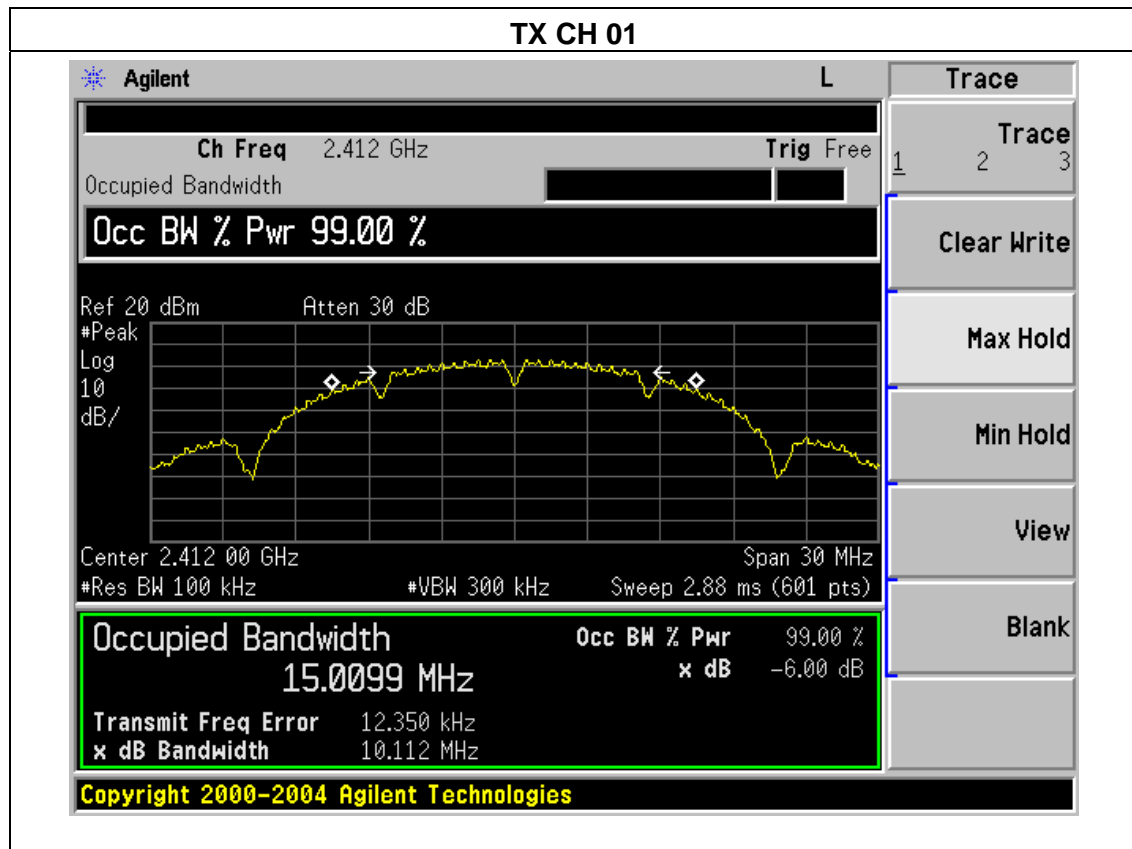 TX CH 01
Agilent L Trace
Ch Freq 2.412 GHz Trig Free
Trace
1 2 3
Occupied Bandwidth
Occ BW % Pwr 99.00 %
Clear Write
Ref 20 dBm Atten 30 dB
#Peak
Log
10
dB/
Max Hold
Min Hold
View
Center 2.412 00 GHz Span 30 MHz
#Res BW 100 kHz #VBW 300 kHz Sweep 2.88 ms (601 pts)
Blank
Occupied Bandwidth Occ BW % Pwr 99.00 %
15.0099 MHz x dB -6.00 dB
Transmit Freq Error 12.350 kHz
x dB Bandwidth 10.112 MHz
Copyright 2000-2004 Agilent Technologies